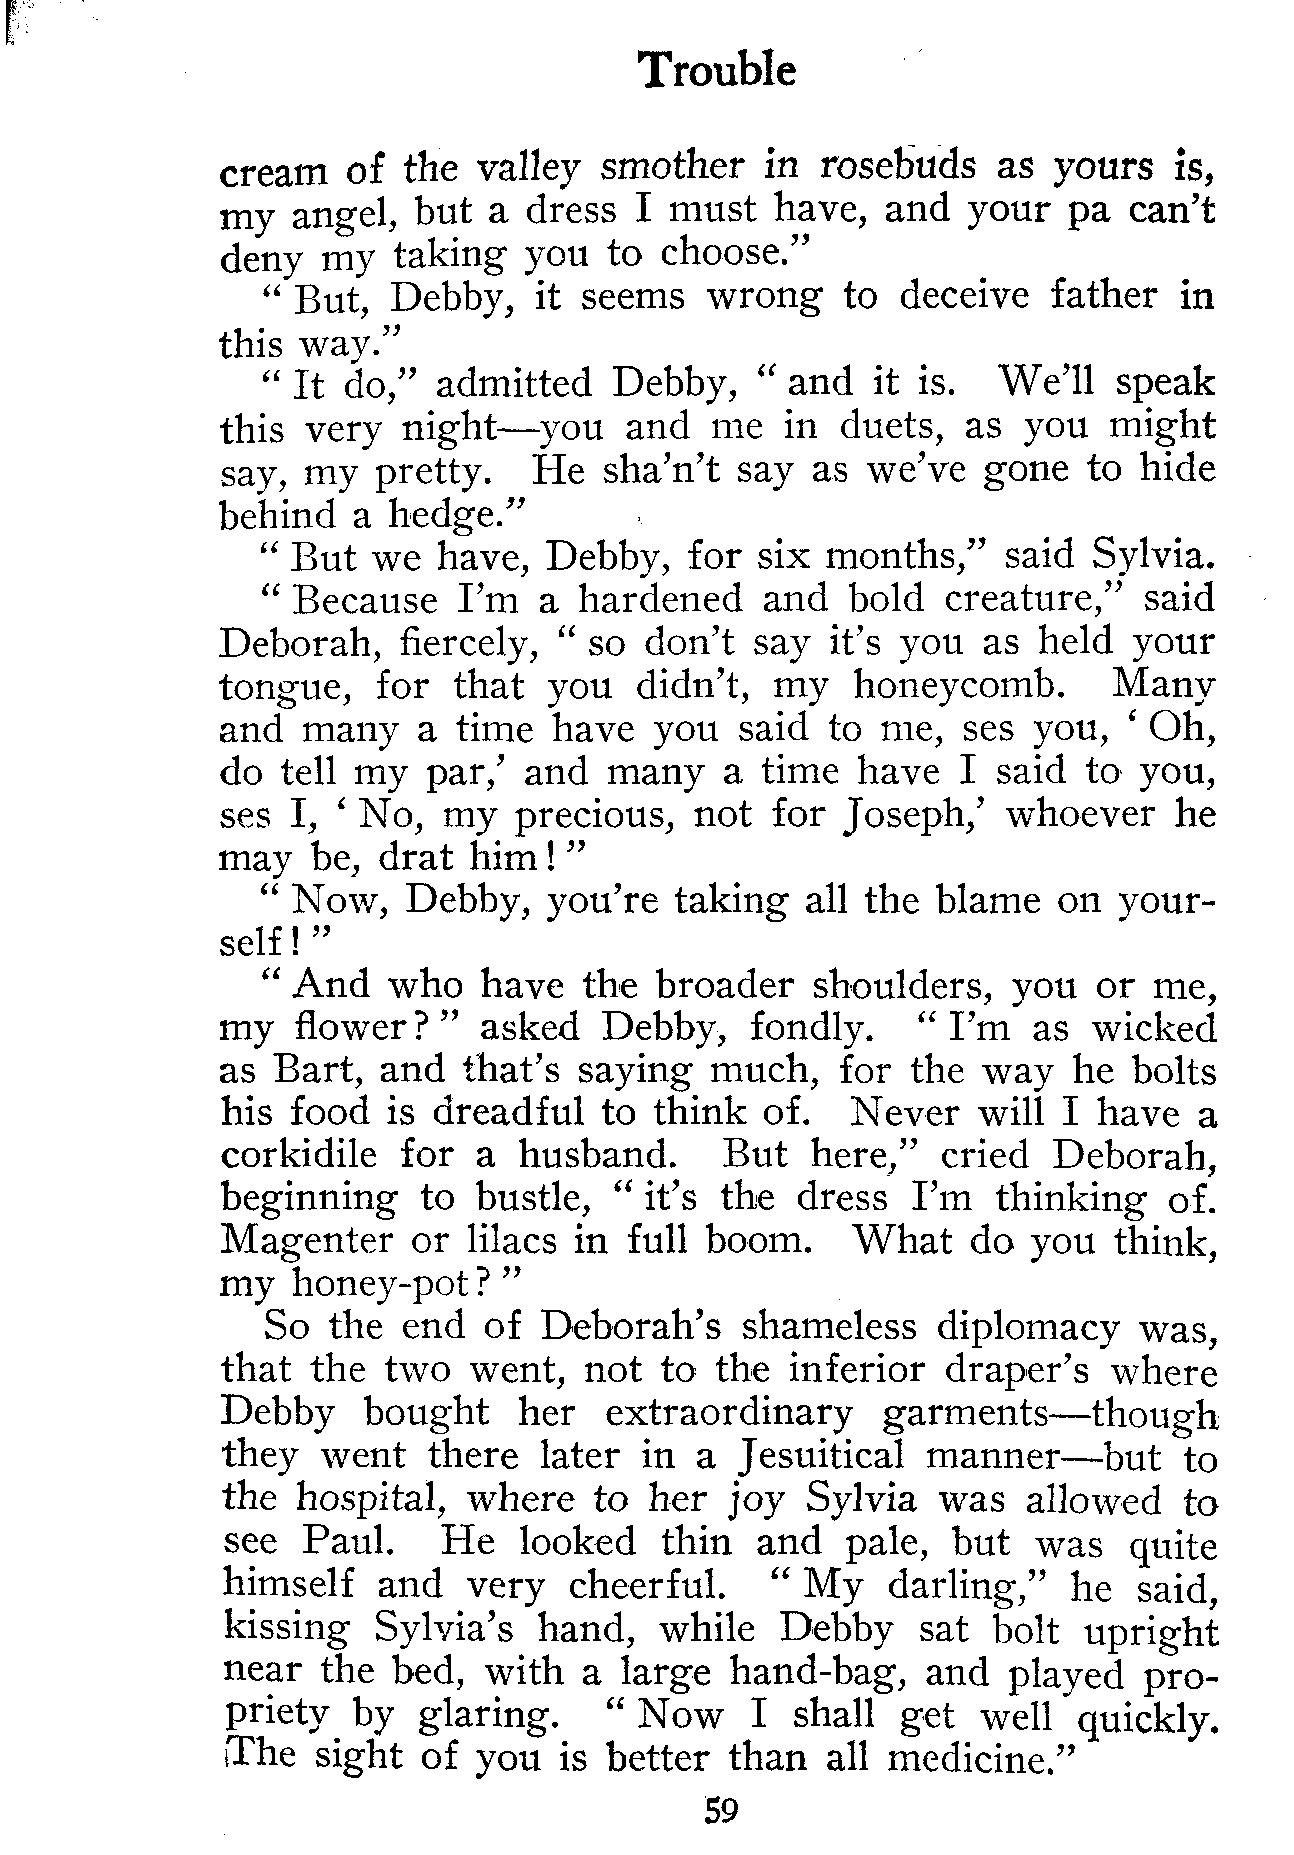 Trouble
cream of the valley smother in rosebuds as yours is,
my angel, but a dress I must have, and your pa can't
deny my taking you to choose."
" But, Debby, it seems wrong to deceive father in
this way."
" It do," admitted Debby, " and it is. We'll speak
this very night—you and me in duets, as you might
say, my pretty. He sha'n't say as we've gone to hide
behind a hedge."
" But we have, Debby, for six months," said Sylvia.
" Because I'm a hardened and bold creature," said
Deborah, fiercely, " so don't say it's you as held your
tongue, for that you didn't, my honeycomb. Many
and many a time have you said to me, ses you, ' Oh,
do tell my par,' and many a time have I said to you,
ses I, ' No, my precious, not for Joseph,' whoever he
may be, drat him! "
" Now, Debby, you're taking all the blame on your-
self! "
" And who have the broader shoulders, you or me,
my flower? " asked Debby, fondly. " I'm as wicked
as Bart, and that's saying much, for the way he bolts
his food is dreadful to think of. Never will I have a
corkidile for a husband. But here," cried Deborah,
beginning to bustle, " it's the dress I'm thinking of.
Magenter or lilacs in full boom. What do you think,
my honey-pot? "
So the end of Deborah's shameless diplomacy was,
that the two went, not to the inferior draper's where
Debby bought her extraordinary garments—though
they went there later in a Jesuitical manner—but to
the hospital, where to her joy Sylvia was allowed to
see Paul. He looked thin and pale, but was quite
himself and very cheerful. " My darling," he said,
kissing Sylvia's hand, while Debby sat bolt upright
near the bed, with a large hand-bag, and played pro-
priety by glaring. " Now I shall get well quickly.
The sight of you is better than all medicine."
59